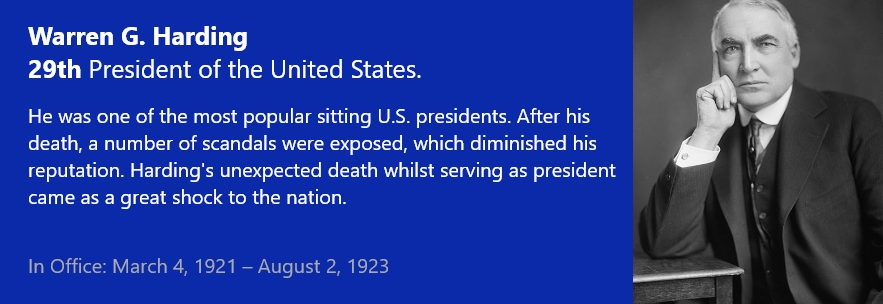 Warren G. Harding
29th President of the United States.
He was one of the most popular sitting U.S. presidents. After his
death, a number of scandals were exposed, which diminished his
reputation. Harding's unexpected death whilst serving as president
came as a great shock to the nation.
In Office: March 4, 1921 – August 2, 1923